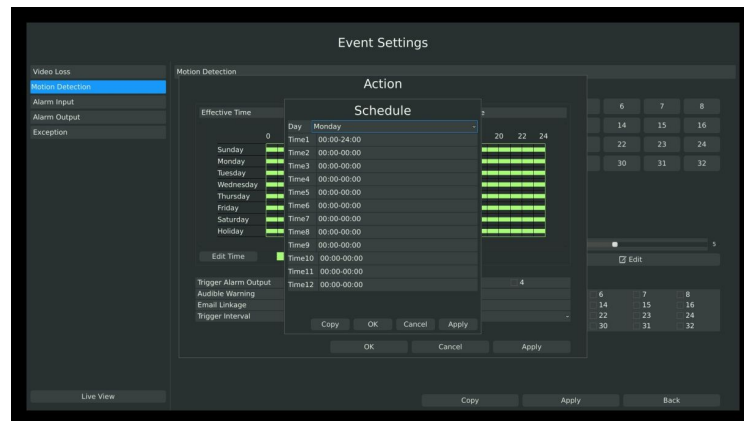 Event Settings
Video Loss
Motion Detection
Alarm Input
Alarm Output
Exception
Live View
Motion Detection
Action
Effective Time
0
20 22 24
Sunday
Monday
Tuesday
Wednesday
Thursday
Friday
Saturday
Holiday
Edit Time
Trigger Alarm Output
4
Audible Warning
Email Linkage
Trigger Interval
OK Cancel Apply
Schedule
Day Monday
Time1 00:00-24:00
Time2 00:00-00:00
Time3 00:00-00:00
Time4 00:00-00:00
Time5 00:00-00:00
Time6 00:00-00:00
Time7 00:00-00:00
Time8 00:00-00:00
Time9 00:00-00:00
Time10 00:00-00:00
Time11 00:00-00:00
Time12 00:00-00:00
Copy OK Cancel Apply
6 7 8
14 15 16
22 23 24
30 31 32
5
Edit
6 7 8
14 15 16
22 23 24
30 31 32
Copy Apply Back